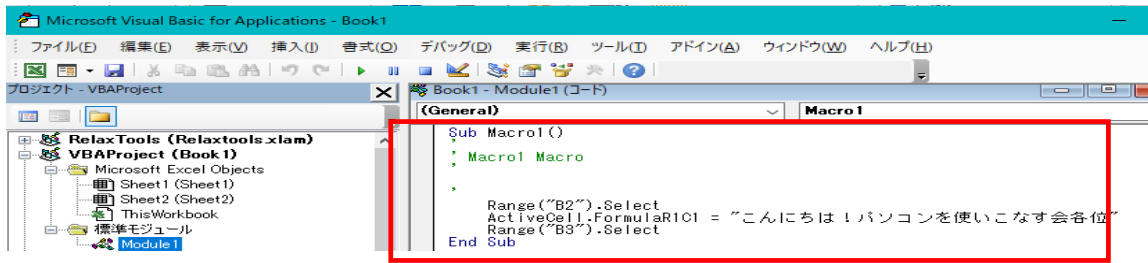 Microsoft Visual Basic for Applications - Book1
ファイル(F) 編集(E) 表示(V) 挿入(I) 書式(O) デバッグ(D) 実行(R) ツール(T) アドイン(A) ウィンドウ(W) ヘルプ(H)
プロジェクト - VBAProject
RelaxTools (Relaxtools.xlam)
VBAProject (Book1)
Microsoft Excel Objects
Sheet1 (Sheet1)
Sheet2 (Sheet2)
ThisWorkbook
標準モジュール
Module1
Book1 - Module1 (コード)
(General) Macro1
Sub Macro1()
'
' Macro1 Macro
'
'
Range("B2").Select
ActiveCell.FormulaR1C1 = "こんにちは！パソコンを使いこなす会各位"
Range("B3").Select
End Sub